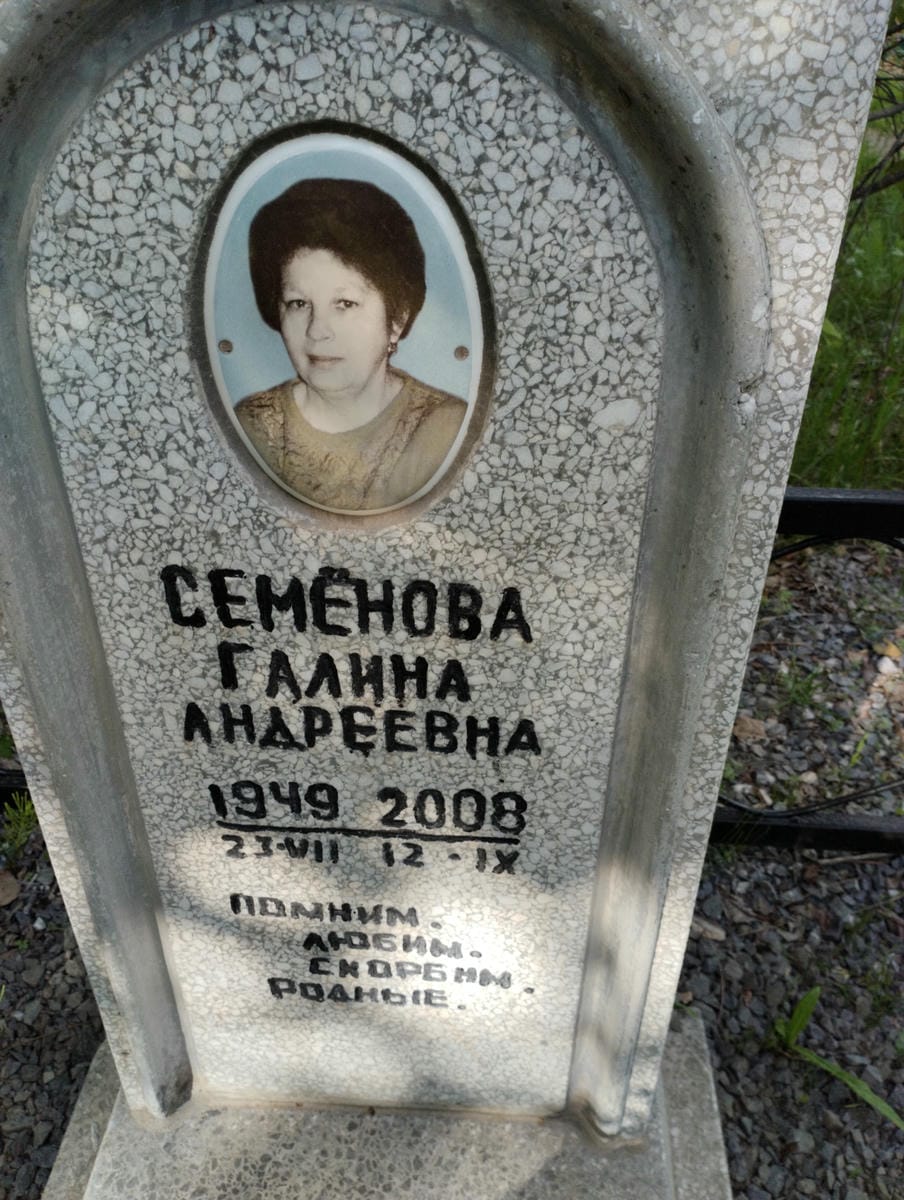 СЕМЁНОВА
ГАЛИНА
АНДРЕЕВНА
1949 2008
23·VII 12·IX
ПОМНИМ.
ЛЮБИМ.
СКОРБИМ.
РОДНЫЕ.